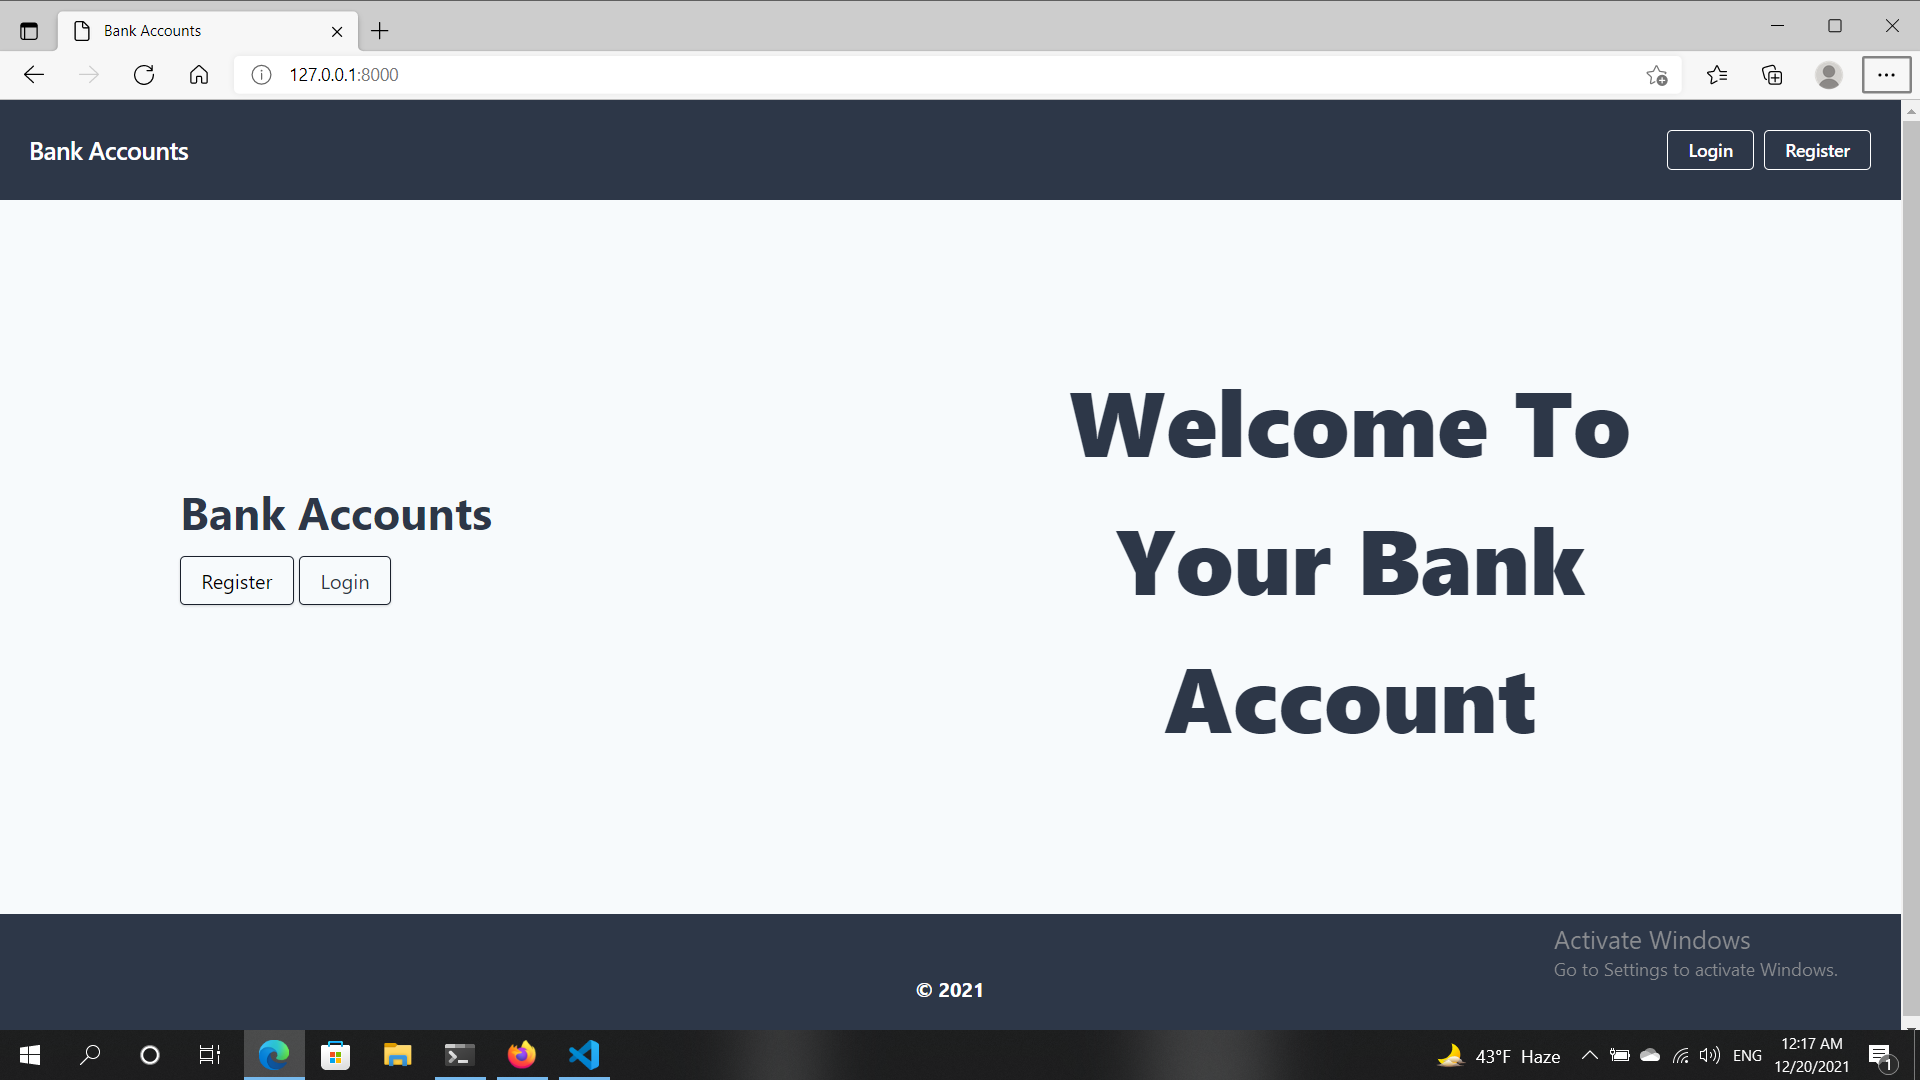 Bank Accounts
127.0.0.1:8000
Bank Accounts
Login
Register
Welcome To
Your Bank
Account
Bank Accounts
Register
Login
Activate Windows
Go to Settings to activate Windows.
© 2021
43°F Haze
ENG
12:17 AM
12/20/2021
1